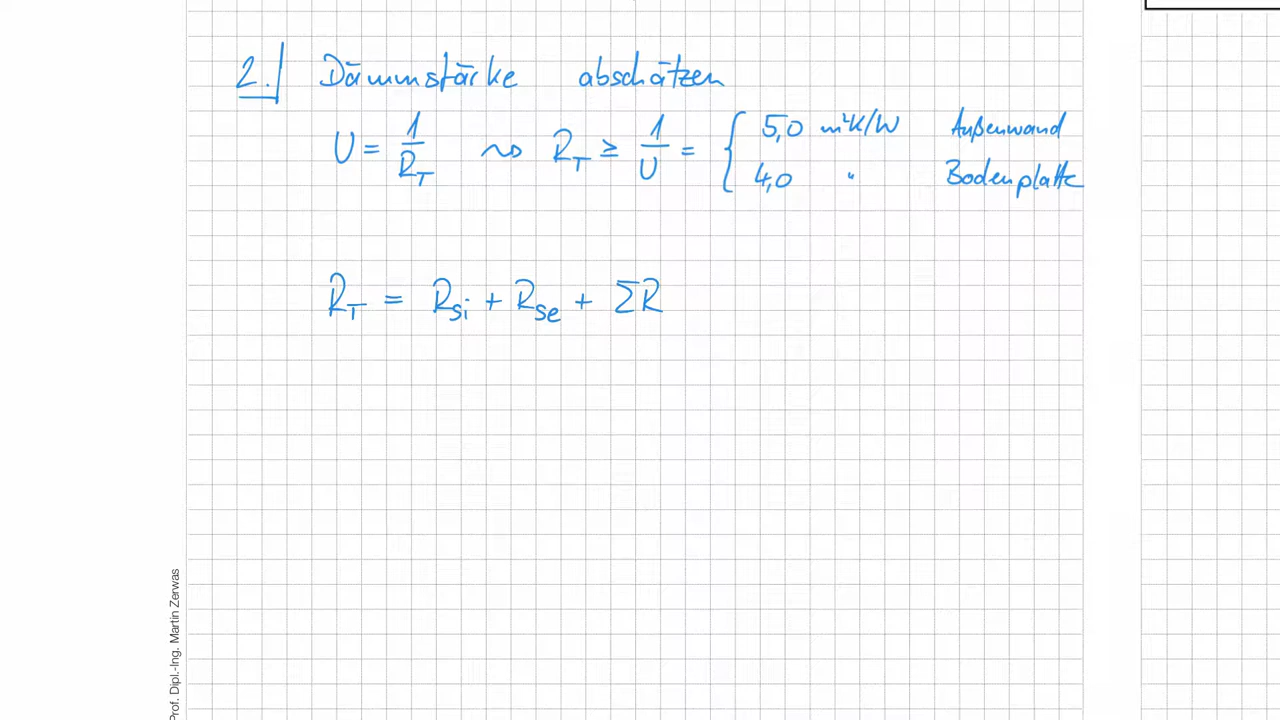 2.) Dämmstärke abschätzen
U = 1/R_T ⇝ R_T ≥ 1/U = { 5,0 m²K/W Außenwand
4,0 " Bodenplatte
R_T = R_si + R_se + ΣR
Prof. Dipl.-Ing. Martin Zerwas